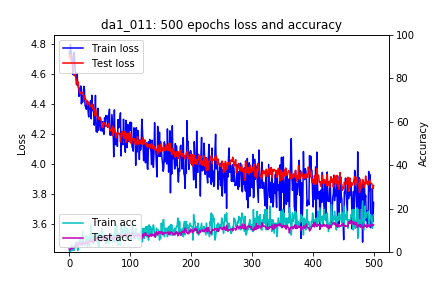 da1_011: 500 epochs loss and accuracy
Train loss
Test loss
Train acc
Test acc
Loss
4.8
4.6
4.4
4.2
4.0
3.8
3.6
Accuracy
100
80
60
40
20
0
0 100 200 300 400 500